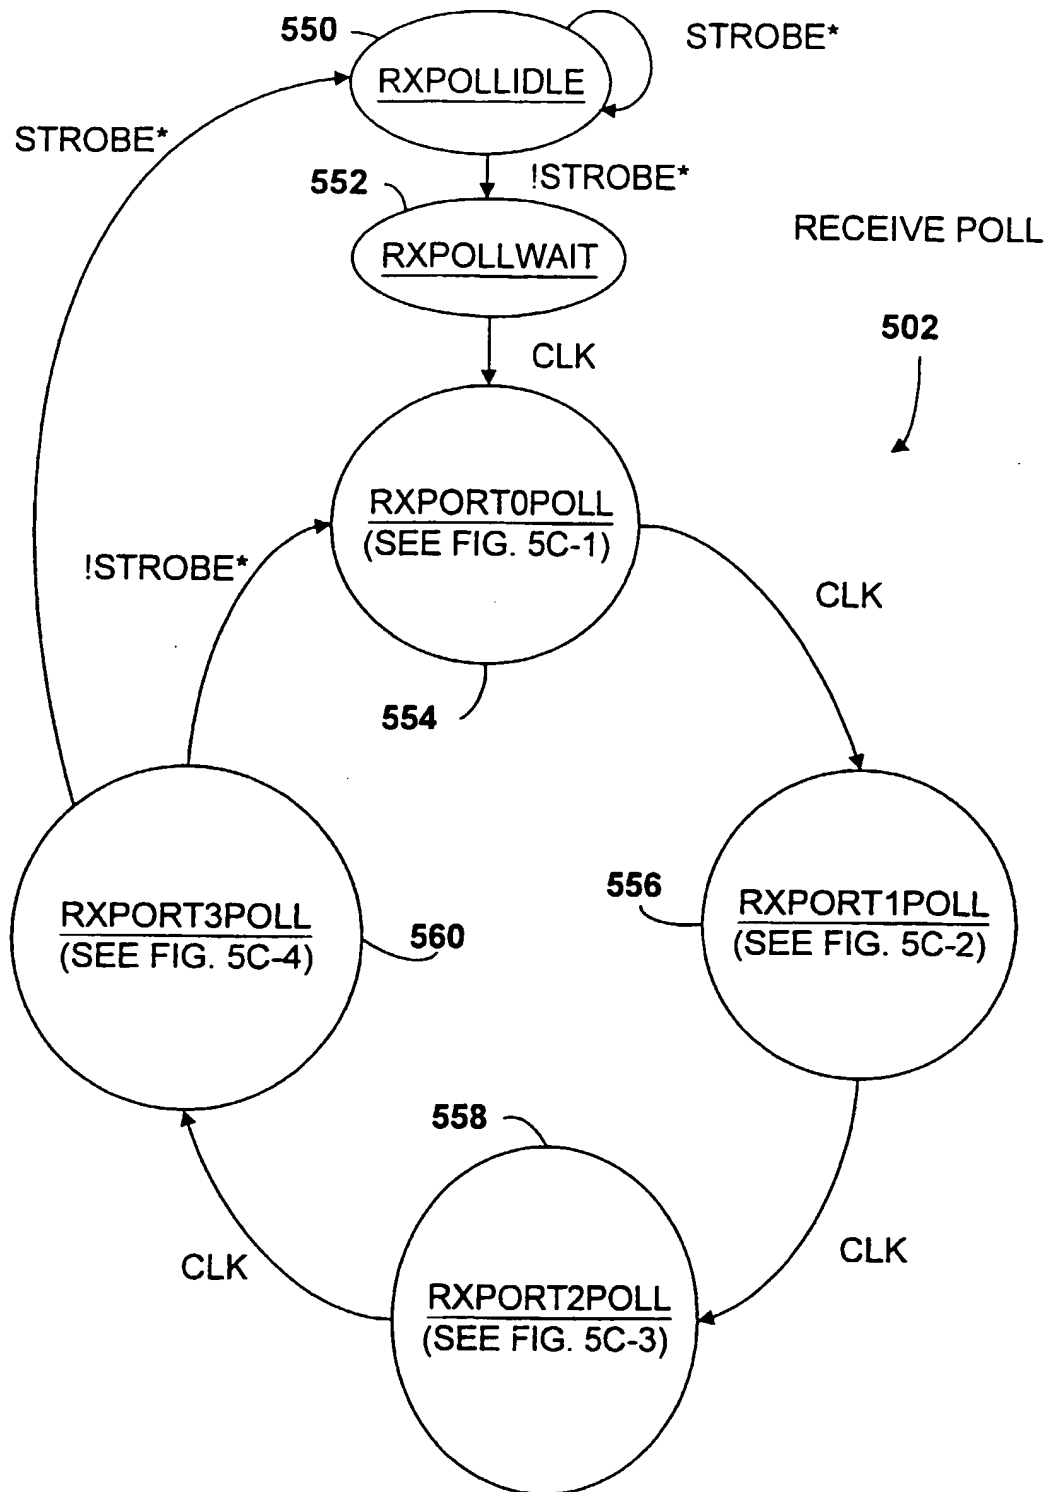 550
STROBE*
RXPOLLIDLE
STROBE*
!STROBE*
552
RXPOLLWAIT
RECEIVE POLL
502
CLK
RXPORT0POLL
(SEE FIG. 5C-1)
!STROBE*
CLK
554
RXPORT3POLL
(SEE FIG. 5C-4)
560
556
RXPORT1POLL
(SEE FIG. 5C-2)
558
CLK
CLK
RXPORT2POLL
(SEE FIG. 5C-3)